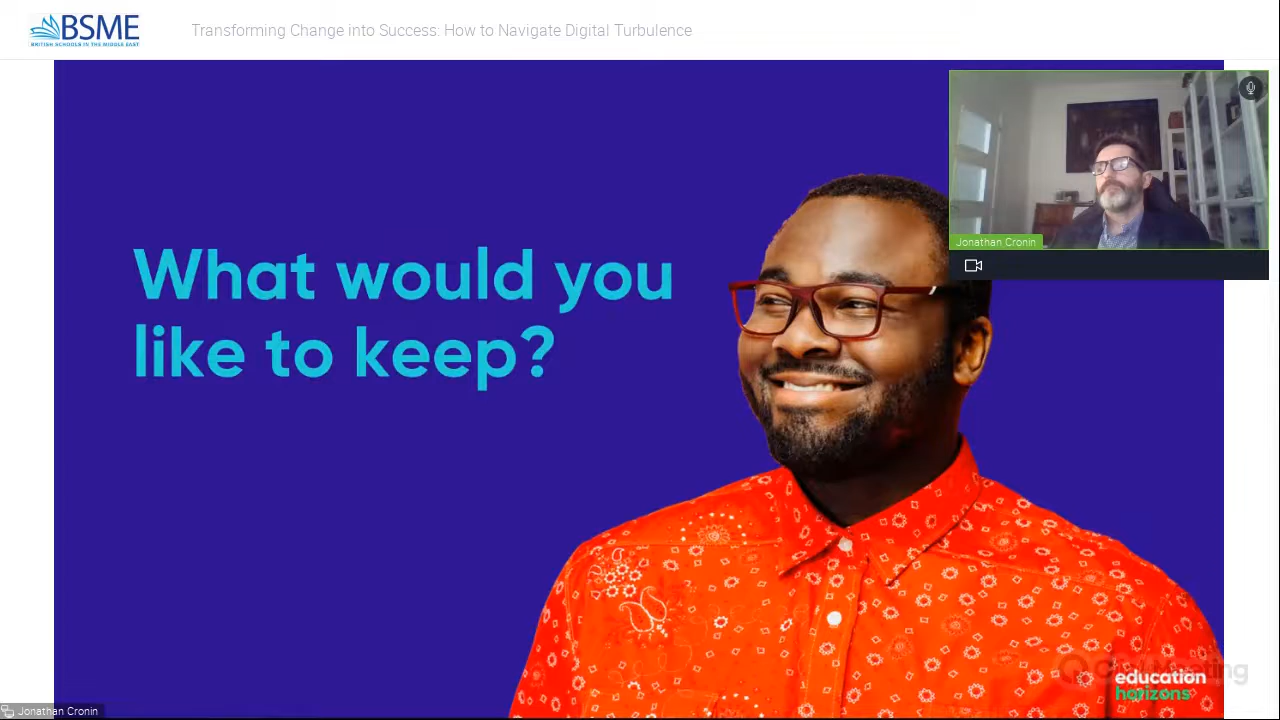 BSME
BRITISH SCHOOLS IN THE MIDDLE EAST
Transforming Change into Success: How to Navigate Digital Turbulence
Jonathan Cronin
What would you
like to keep?
education
horizons
Jonathan Cronin